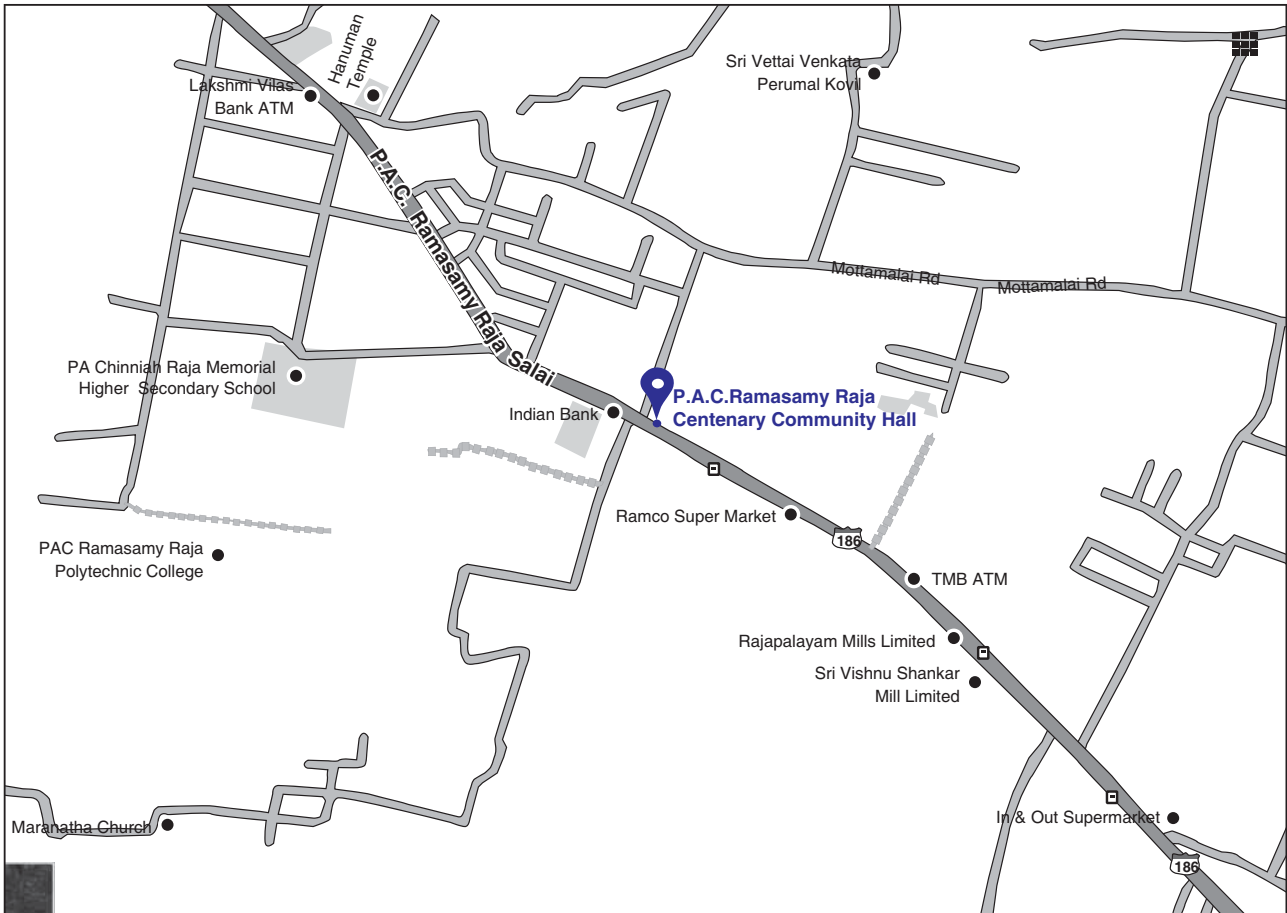 Hanuman
Temple
Lakshmi Vilas
Bank ATM
Sri Vettai Venkata
Perumal Kovil
P.A.C. Ramasamy Raja Salai
Mottamalai Rd
Mottamalai Rd
PA Chinniah Raja Memorial
Higher Secondary School
Indian Bank
P.A.C.Ramasamy Raja
Centenary Community Hall
Ramco Super Market
186
PAC Ramasamy Raja
Polytechnic College
TMB ATM
Rajapalayam Mills Limited
Sri Vishnu Shankar
Mill Limited
In & Out Supermarket
Maranatha Church
186